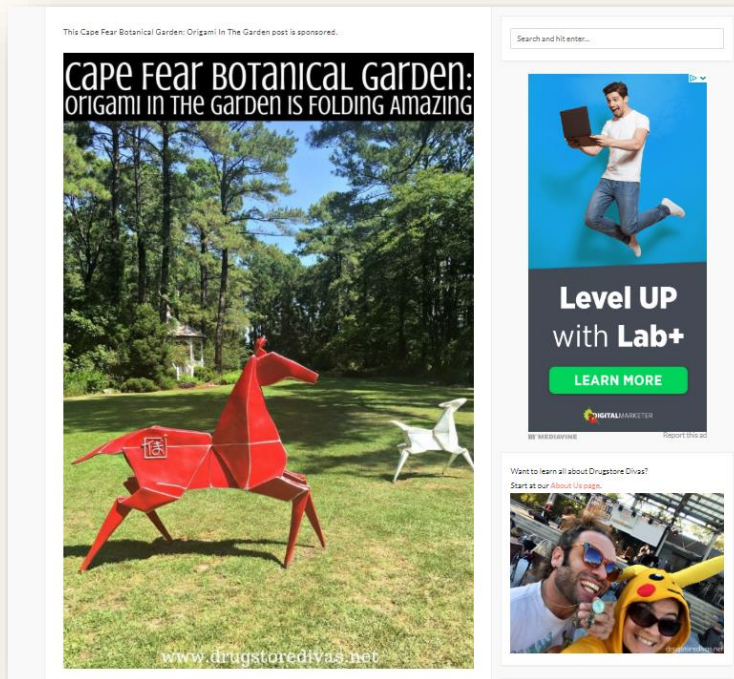 This Cape Fear Botanical Garden: Origami In The Garden post is sponsored.
Cape Fear Botanical Garden:
Origami in the Garden is Folding Amazing
www.drugstoredivas.net
Search and hit enter...
Level UP
with Lab+
LEARN MORE
DIGITALMARKETER
MEDIAVINE
Report this ad
Want to learn all about Drugstore Divas?
Start at our About Us page.
drugstoredivas.net